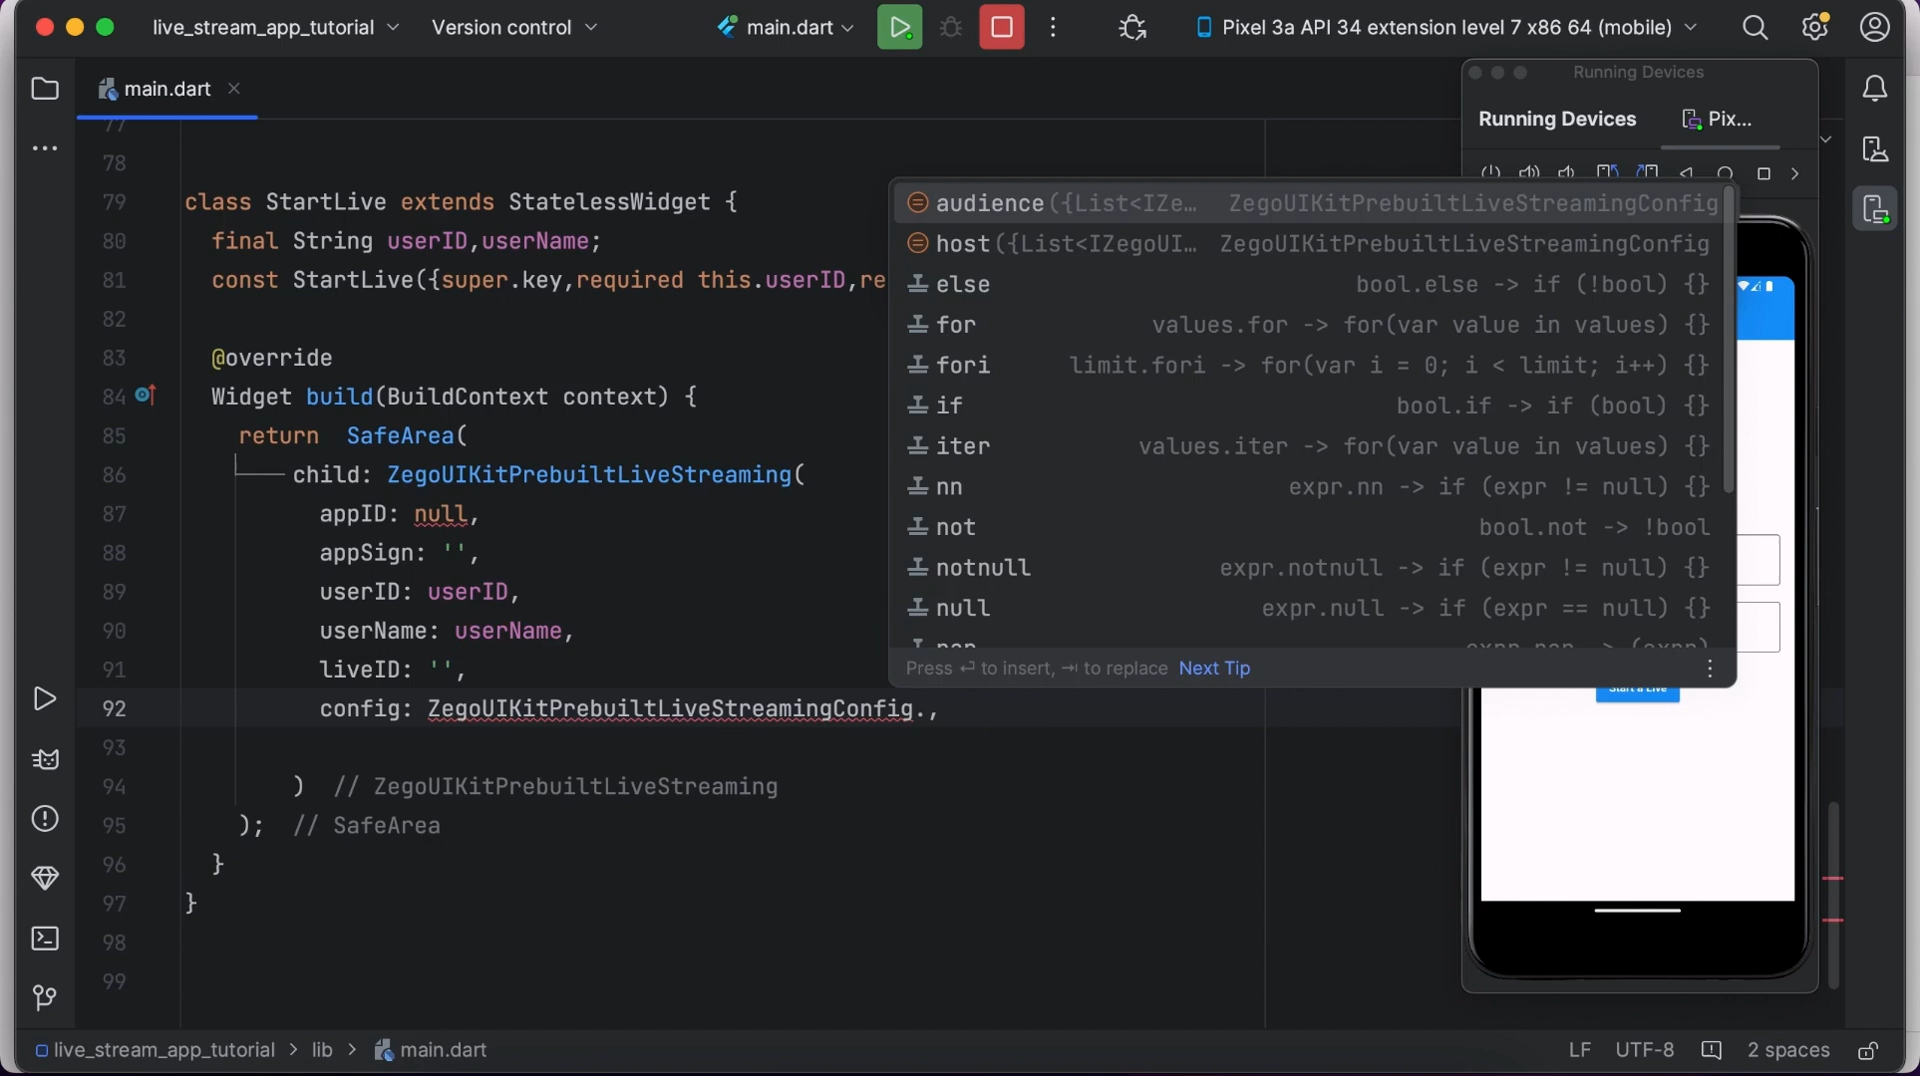 live_stream_app_tutorial
Version control
main.dart
Pixel 3a API 34 extension level 7 x86 64 (mobile)
main.dart
Running Devices
Running Devices
Pix...
77
78
79 class StartLive extends StatelessWidget {
80 final String userID,userName;
81 const StartLive({super.key,required this.userID,re
82
83 @override
84 Widget build(BuildContext context) {
85 return SafeArea(
86 child: ZegoUIKitPrebuiltLiveStreaming(
87 appID: null,
88 appSign: '',
89 userID: userID,
90 userName: userName,
91 liveID: '',
92 config: ZegoUIKitPrebuiltLiveStreamingConfig.,
93
94 ) // ZegoUIKitPrebuiltLiveStreaming
95 ); // SafeArea
96 }
97 }
98
99
audience({List<IZe... ZegoUIKitPrebuiltLiveStreamingConfig
host({List<IZegoUI... ZegoUIKitPrebuiltLiveStreamingConfig
else bool.else -> if (!bool) {}
for values.for -> for(var value in values) {}
fori limit.fori -> for(var i = 0; i < limit; i++) {}
if bool.if -> if (bool) {}
iter values.iter -> for(var value in values) {}
nn expr.nn -> if (expr != null) {}
not bool.not -> !bool
notnull expr.notnull -> if (expr != null) {}
null expr.null -> if (expr == null) {}
par expr.par -> (expr)
Press ↵ to insert, ⇥ to replace Next Tip
Start a Live
live_stream_app_tutorial > lib > main.dart
LF UTF-8 2 spaces